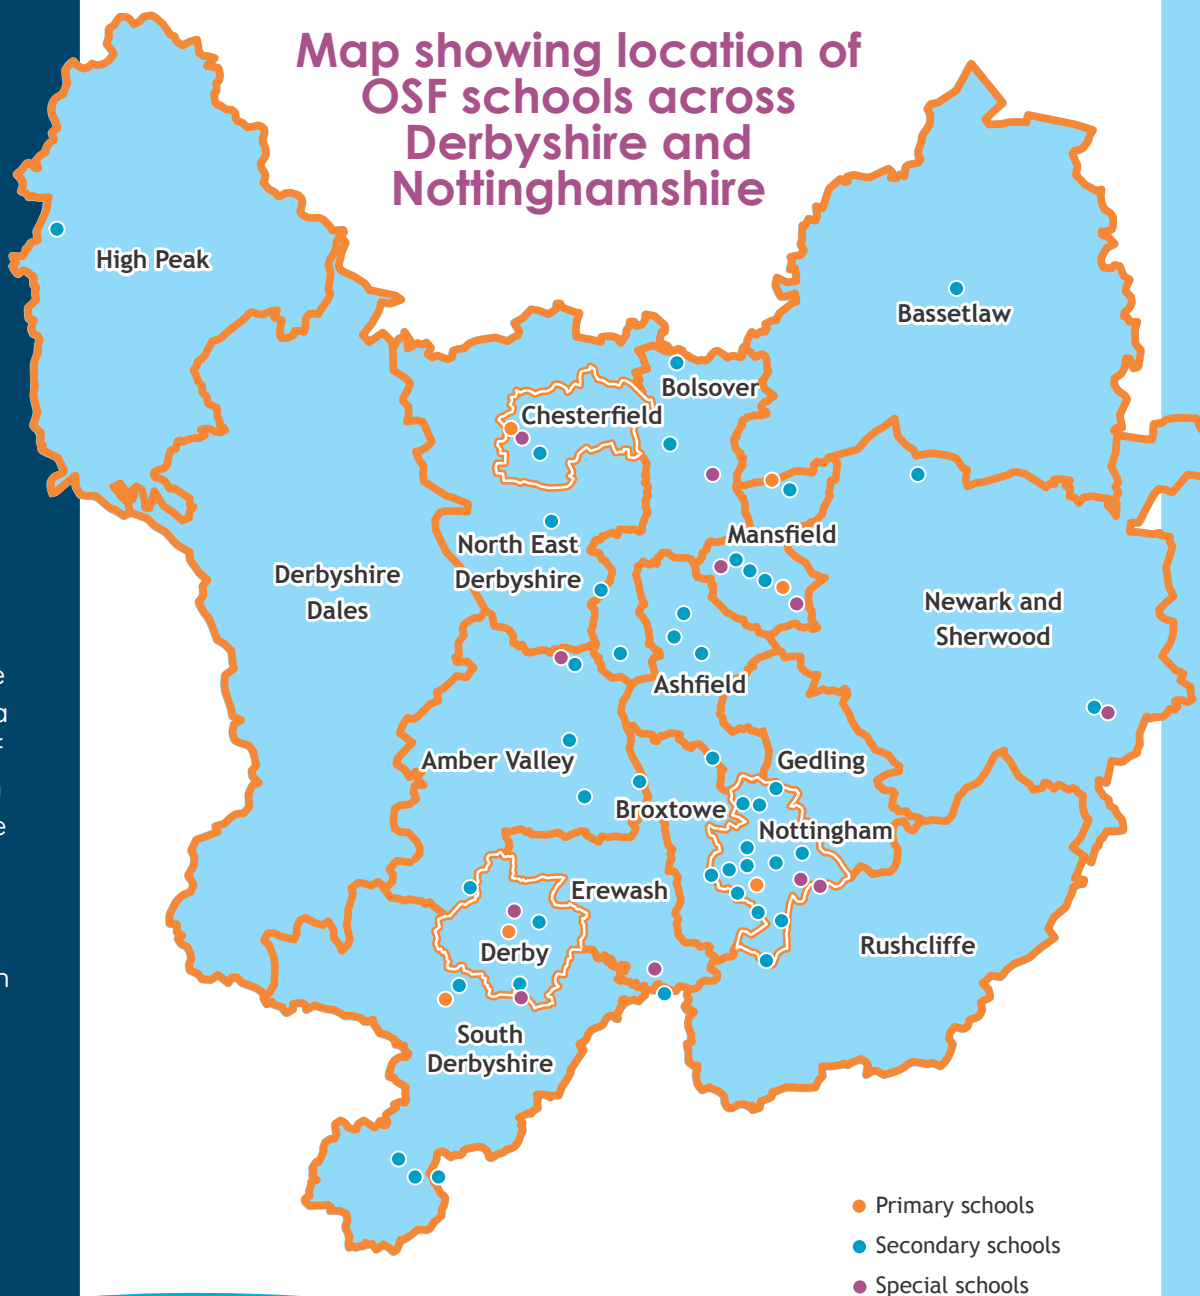 Map showing location of
OSF schools across
Derbyshire and
Nottinghamshire
High Peak
Bassetlaw
Bolsover
Chesterfield
Mansfield
North East
Derbyshire
Derbyshire
Dales
Newark and
Sherwood
Ashfield
Amber Valley
Gedling
Broxtowe
Nottingham
Erewash
Rushcliffe
Derby
South
Derbyshire
Primary schools
Secondary schools
Special schools